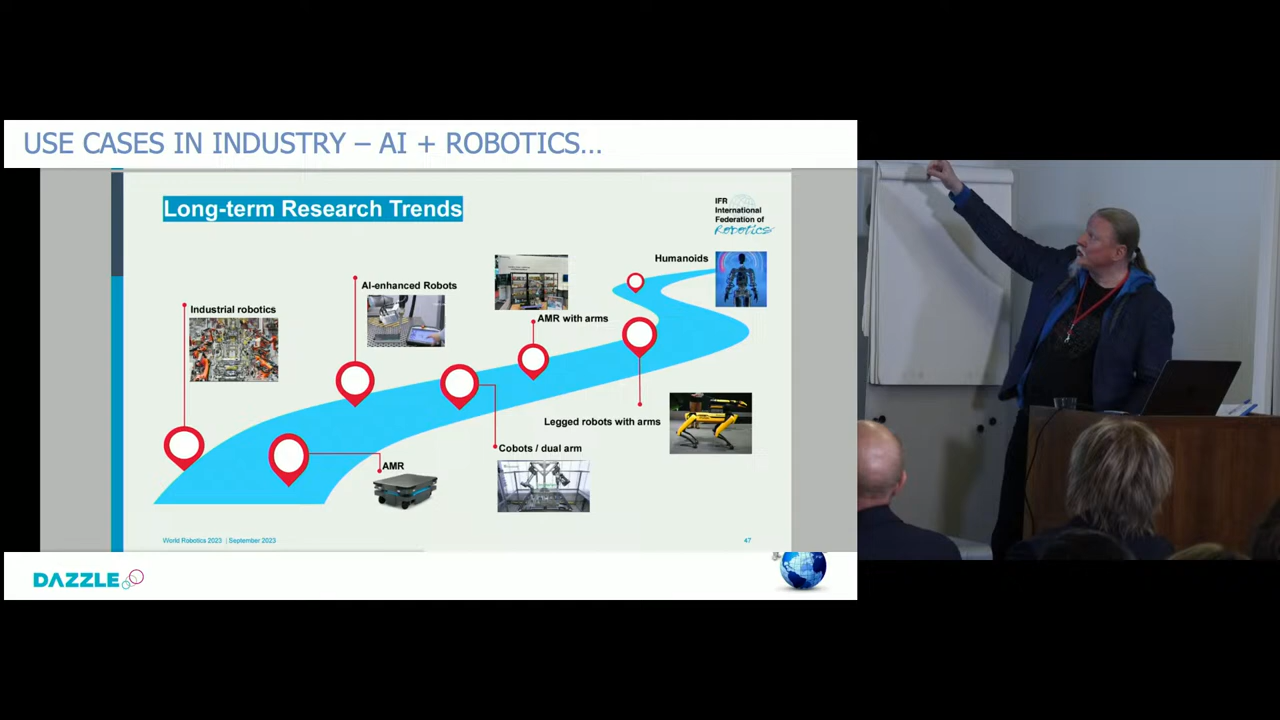 USE CASES IN INDUSTRY – AI + ROBOTICS...
Long-term Research Trends
IFR
International
Federation of
Robotics
Humanoids
AI-enhanced Robots
Industrial robotics
AMR with arms
Legged robots with arms
Cobots / dual arm
AMR
World Robotics 2023 | September 2023
47
DAZZLE